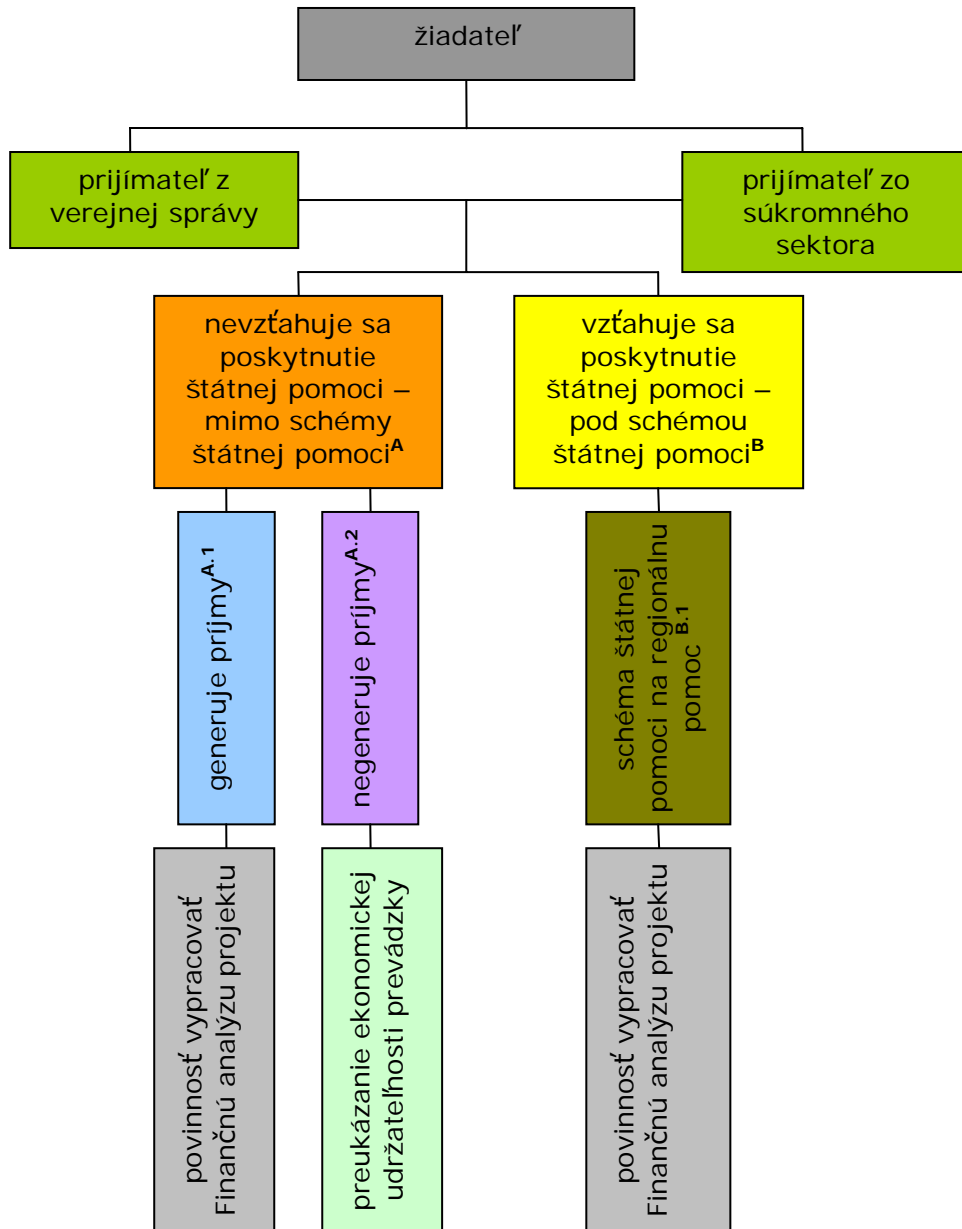 žiadateľ
prijímateľ z
verejnej správy
prijímateľ zo
súkromného
sektora
nevzťahuje sa
poskytnutie
štátnej pomoci –
mimo schémy
štátnej pomoci^A
vzťahuje sa
poskytnutie
štátnej pomoci –
pod schémou
štátnej pomoci^B
generuje príjmy^A.1
negeneruje príjmy^A.2
schéma štátnej
pomoci na regionálnu
pomoc ^B.1
povinnosť vypracovať
Finančnú analýzu projektu
preukázanie ekonomickej
udržateľnosti prevádzky
povinnosť vypracovať
Finančnú analýzu projektu